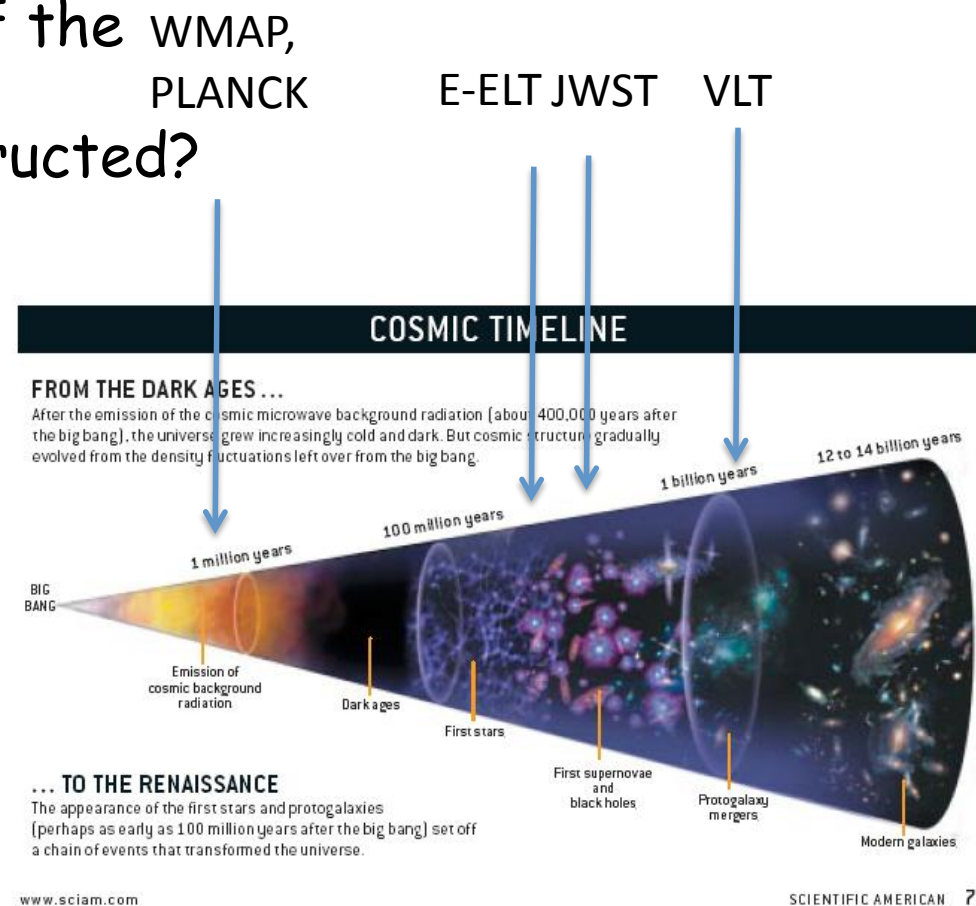 f the WMAP,
PLANCK
E-ELT JWST VLT
ructed?
COSMIC TIMELINE
FROM THE DARK AGES ...
After the emission of the cosmic microwave background radiation (about 400,000 years after
the big bang), the universe grew increasingly cold and dark. But cosmic structure gradually
evolved from the density fluctuations left over from the big bang.
12 to 14 billion years
1 billion years
100 million years
1 million years
BIG
BANG
Emission of
cosmic background
radiation
Dark ages
First stars
First supernovae
and
black holes
Protogalaxy
mergers
Modern galaxies
... TO THE RENAISSANCE
The appearance of the first stars and protogalaxies
(perhaps as early as 100 million years after the big bang) set off
a chain of events that transformed the universe.
www.sciam.com
SCIENTIFIC AMERICAN 7